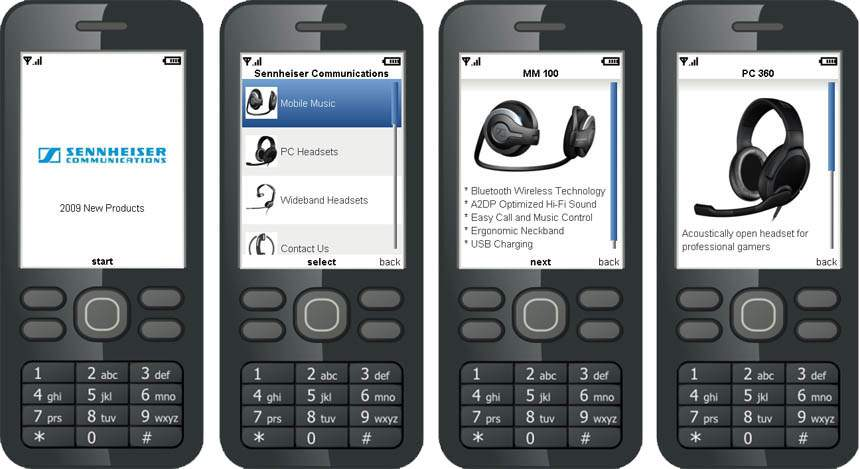 SENNHEISER
COMMUNICATIONS
2009 New Products
start
1 2 abc 3 def
4 ghi 5 jkl 6 mno
7 prs 8 tuv 9 wxyz
* 0 #
Sennheiser Communications
Mobile Music
PC Headsets
Wideband Headsets
Contact Us
select back
1 2 abc 3 def
4 ghi 5 jkl 6 mno
7 prs 8 tuv 9 wxyz
* 0 #
MM 100
* Bluetooth Wireless Technology
* A2DP Optimized Hi-Fi Sound
* Easy Call and Music Control
* Ergonomic Neckband
* USB Charging
next back
1 2 abc 3 def
4 ghi 5 jkl 6 mno
7 prs 8 tuv 9 wxyz
* 0 #
PC 360
Acoustically open headset for
professional gamers
back
1 2 abc 3 def
4 ghi 5 jkl 6 mno
7 prs 8 tuv 9 wxyz
* 0 #